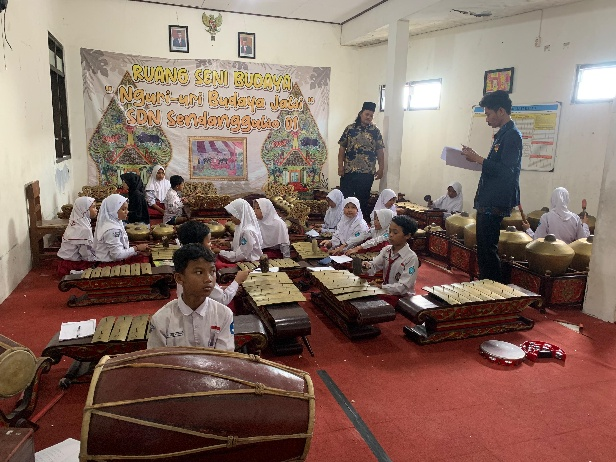 RUANG SENI BUDAYA
"Nguri-uri Budaya Jawi"
SDN Sendangguwo 01